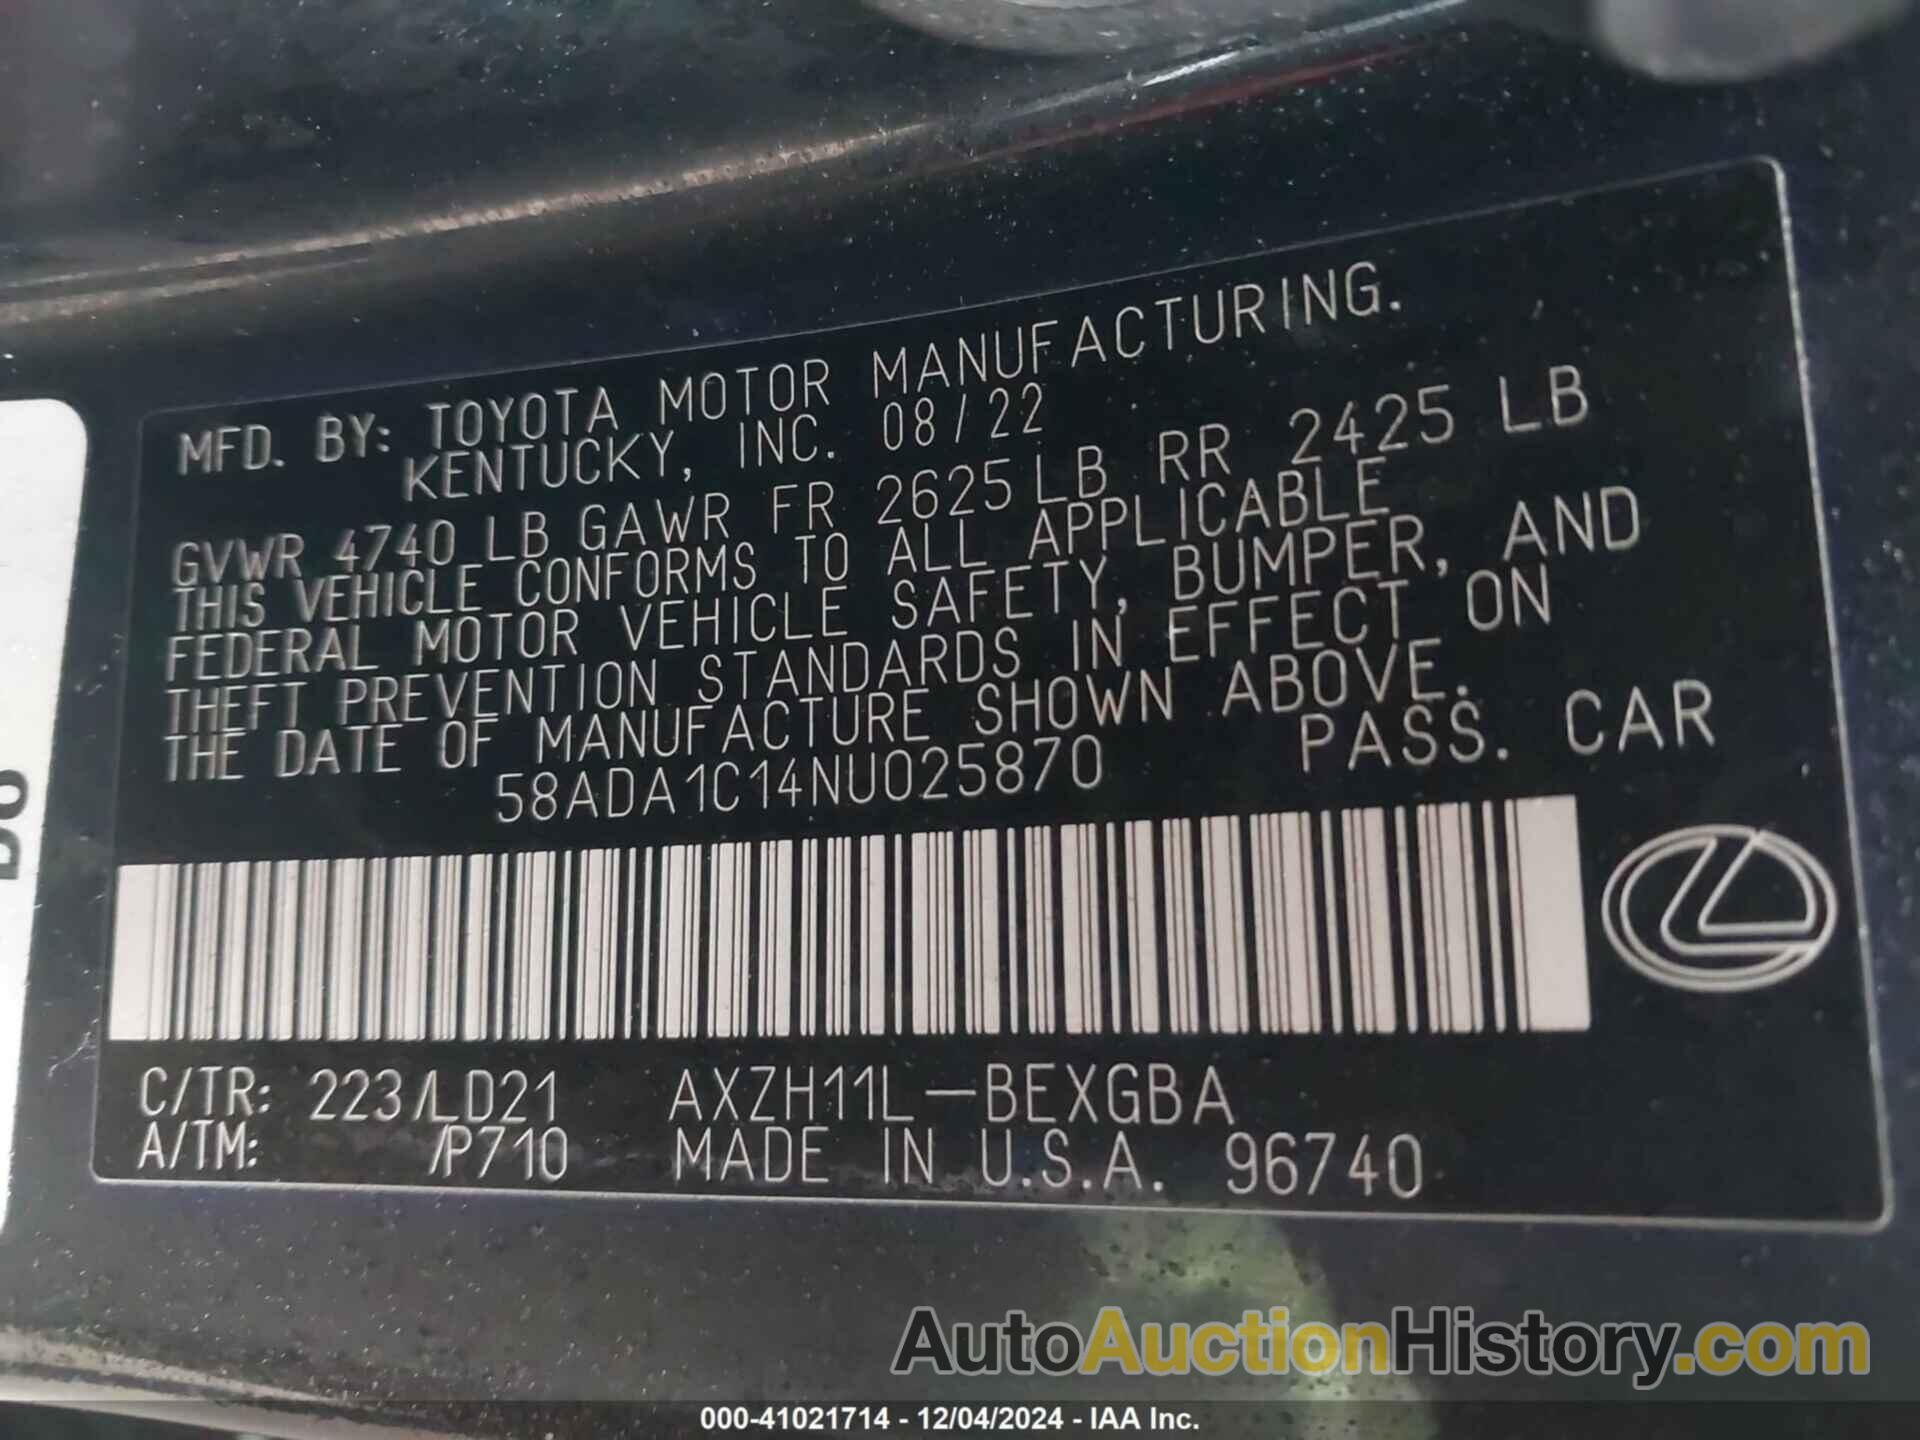 MFD. BY: TOYOTA MOTOR MANUFACTURING.
KENTUCKY, INC. 08/22
GVWR 4740 LB GAWR FR 2625 LB RR 2425 LB
THIS VEHICLE CONFORMS TO ALL APPLICABLE
FEDERAL MOTOR VEHICLE SAFETY, BUMPER, AND
THEFT PREVENTION STANDARDS IN EFFECT ON
THE DATE OF MANUFACTURE SHOWN ABOVE.
58ADA1C14NU025870 PASS. CAR
C/TR: 223/LD21 AXZH11L-BEXGBA
A/TM: /P710 MADE IN U.S.A. 96740
AutoAuctionHistory.com
000-41021714 - 12/04/2024 - IAA Inc.